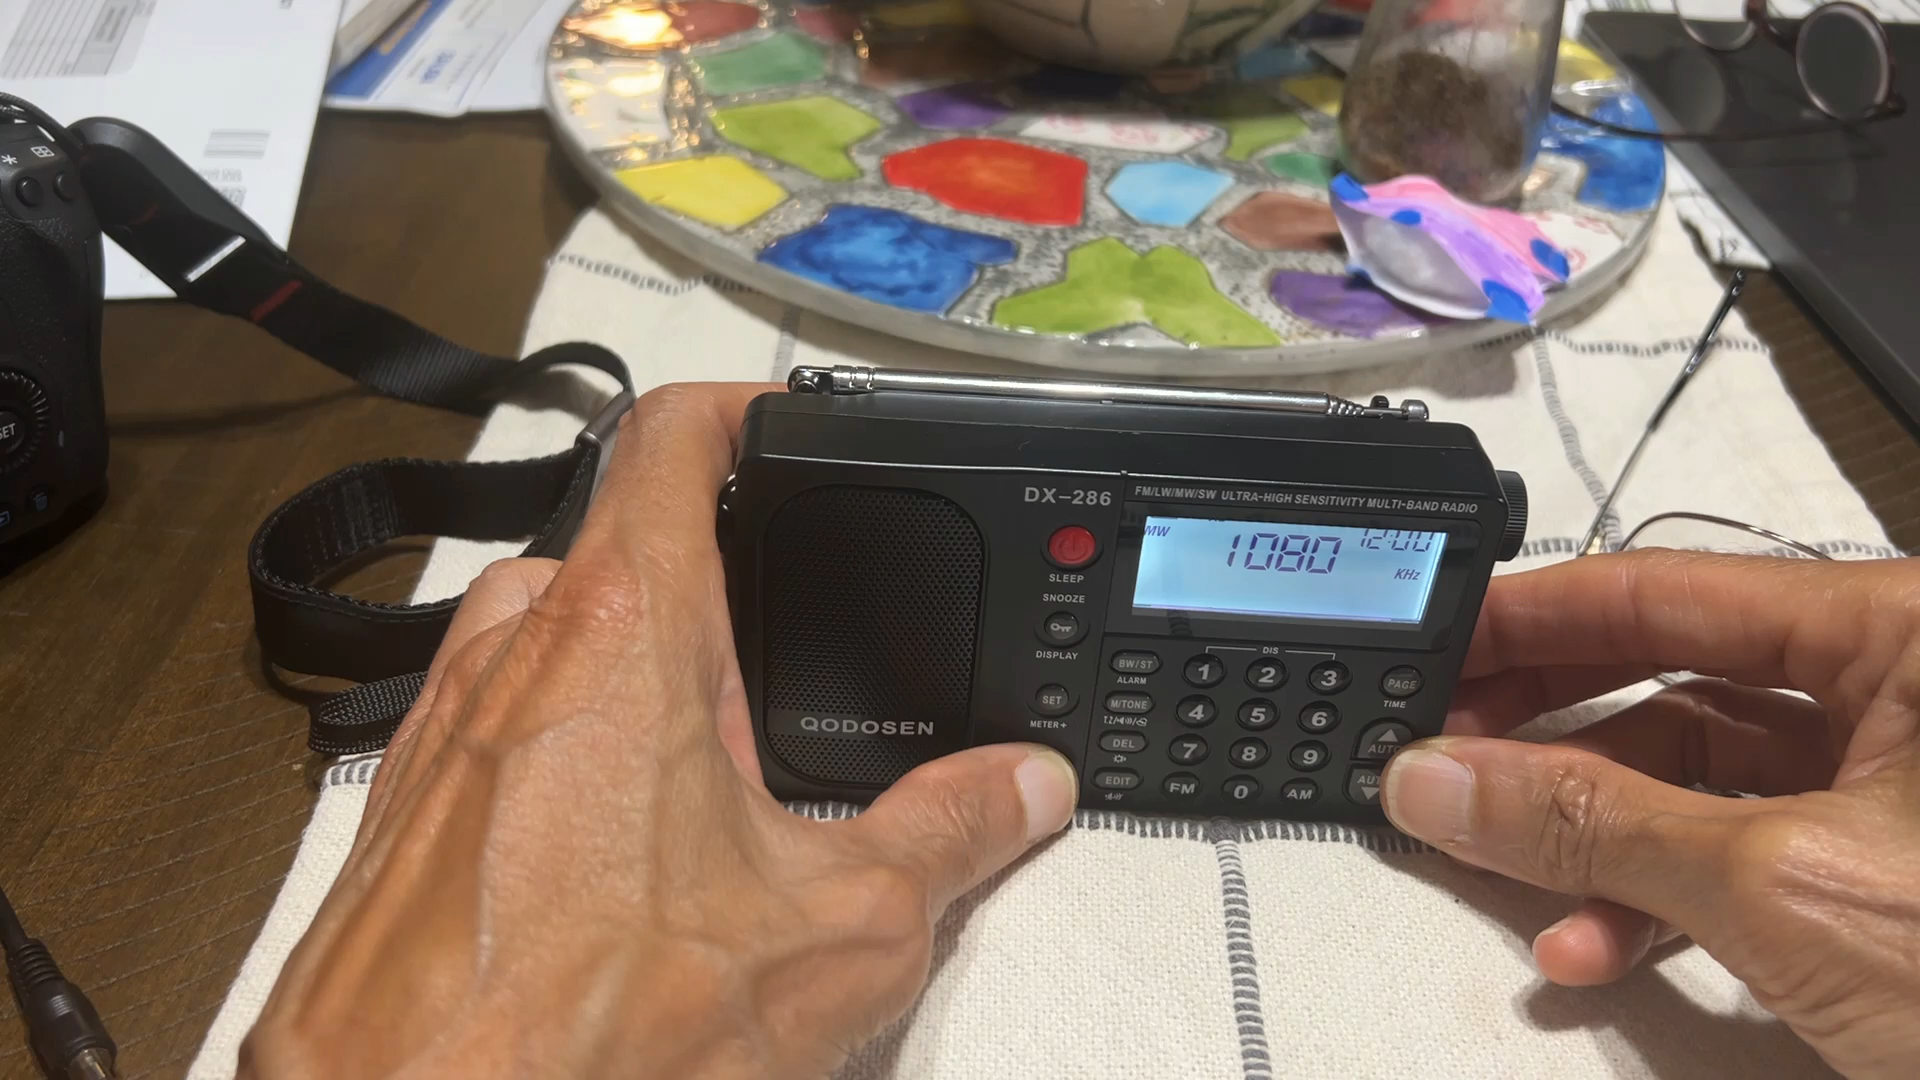 DX-286
FM/LW/MW/SW ULTRA-HIGH SENSITIVITY MULTI-BAND RADIO
MW
12:00
1080
KHz
SLEEP
SNOOZE
DISPLAY
SET
METER+
QODOSEN
DIS
BW/ST
ALARM
1
2
3
PAGE
TIME
M/TONE
4
5
6
DEL
7
8
9
AUTO
EDIT
FM
0
AM
SET